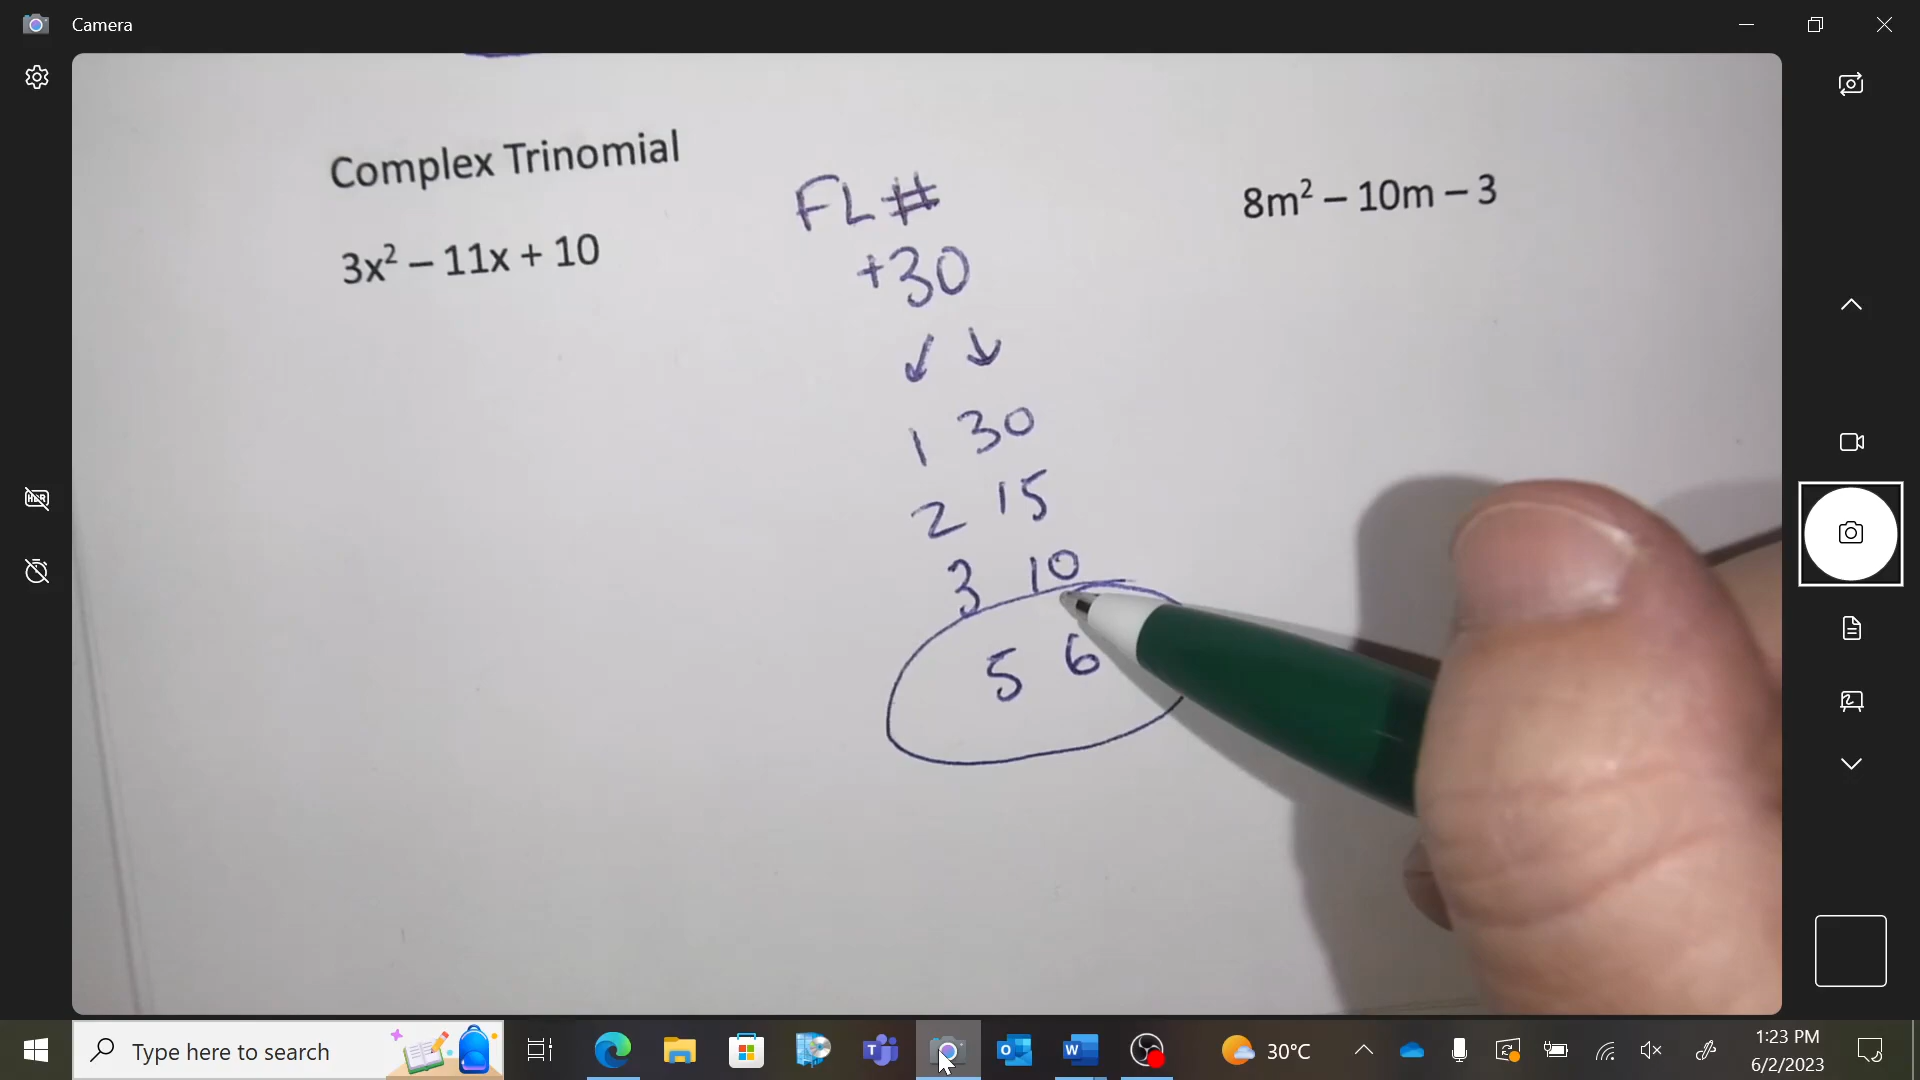 Camera
Complex Trinomial
3x² – 11x + 10
FL #
+30
1 30
2 15
3 10
5 6
8m² – 10m – 3
Type here to search
30°C
1:23 PM
6/2/2023